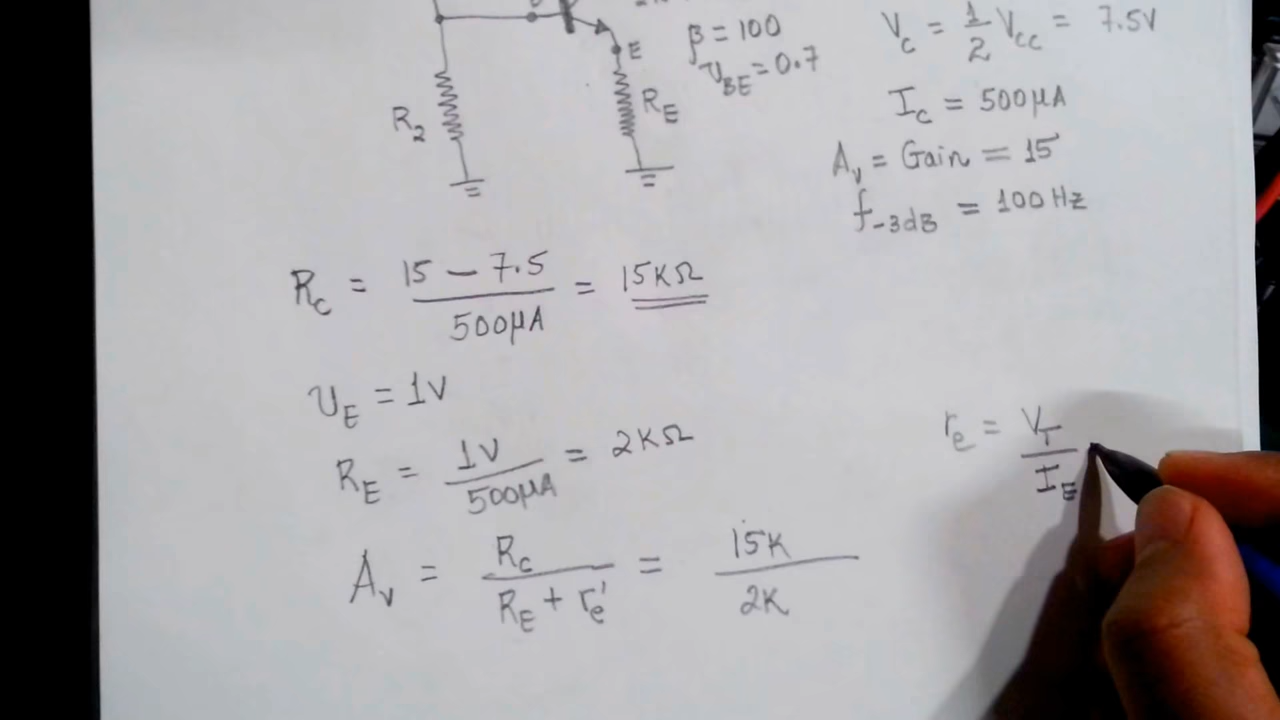 E
β = 100
V_BE = 0.7
V_C = 1/2 V_CC = 7.5V
R_2
R_E
I_C = 500μA
A_V = Gain = 15
f_-3dB = 100 Hz
R_C = (15 - 7.5)/(500μA) = 15KΩ
V_E = 1V
R_E = 1V/500μA = 2KΩ
r_e = V_T/I_E
A_V = R_C/(R_E + r_e') = 15K/2K